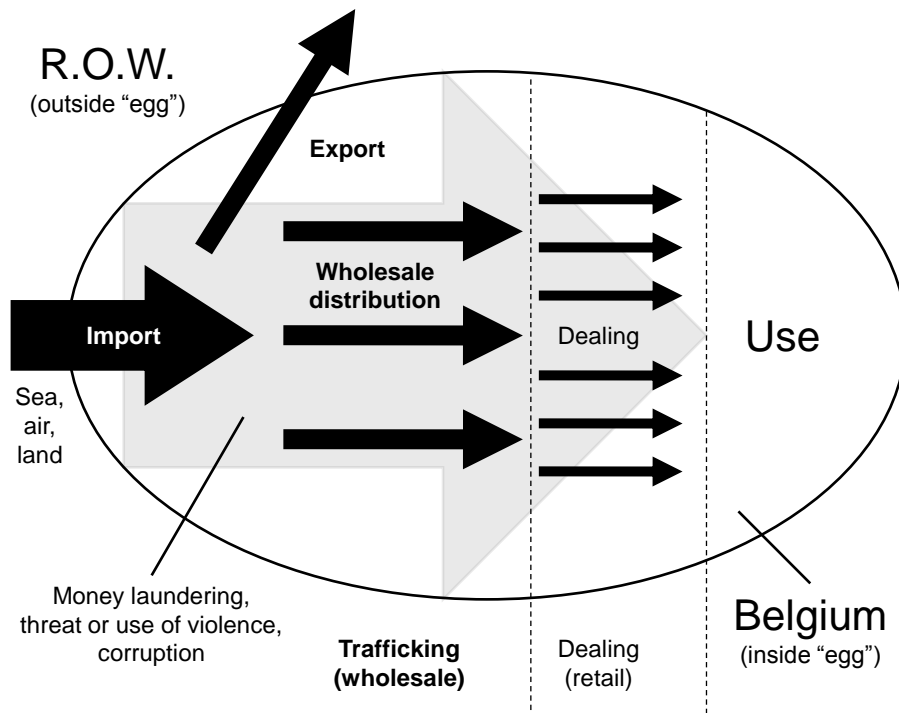 R.O.W.
(outside “egg”)
Export
Wholesale
distribution
Import
Dealing
Use
Sea,
air,
land
Money laundering,
threat or use of violence,
corruption
Trafficking
(wholesale)
Dealing
(retail)
Belgium
(inside “egg”)